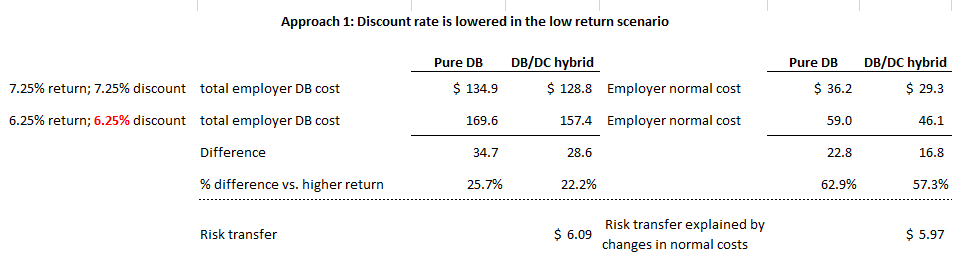 Approach 1: Discount rate is lowered in the low return scenario
Pure DB DB/DC hybrid Pure DB DB/DC hybrid
7.25% return; 7.25% discount total employer DB cost $ 134.9 $ 128.8 Employer normal cost $ 36.2 $ 29.3
6.25% return; 6.25% discount total employer DB cost 169.6 157.4 Employer normal cost 59.0 46.1
Difference 34.7 28.6 22.8 16.8
% difference vs. higher return 25.7% 22.2% 62.9% 57.3%
Risk transfer $ 6.09 Risk transfer explained by changes in normal costs $ 5.97